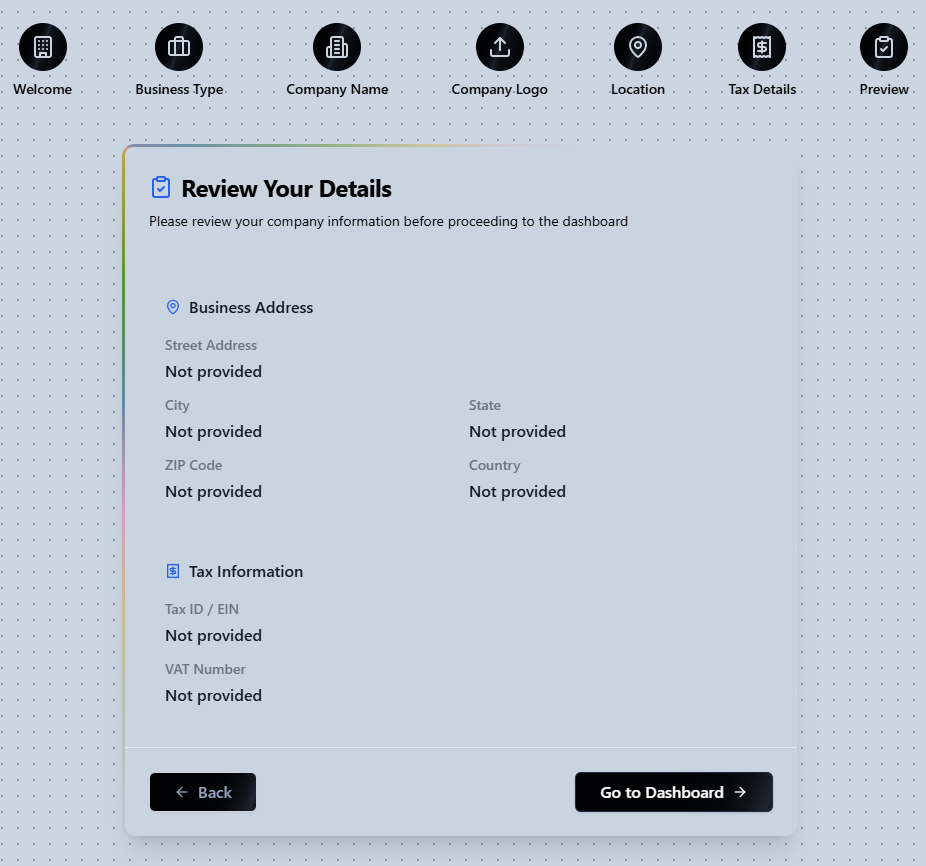 Welcome
Business Type
Company Name
Company Logo
Location
Tax Details
Preview
Review Your Details
Please review your company information before proceeding to the dashboard
Business Address
Street Address
Not provided
City
State
Not provided
Not provided
ZIP Code
Country
Not provided
Not provided
Tax Information
Tax ID / EIN
Not provided
VAT Number
Not provided
Back
Go to Dashboard